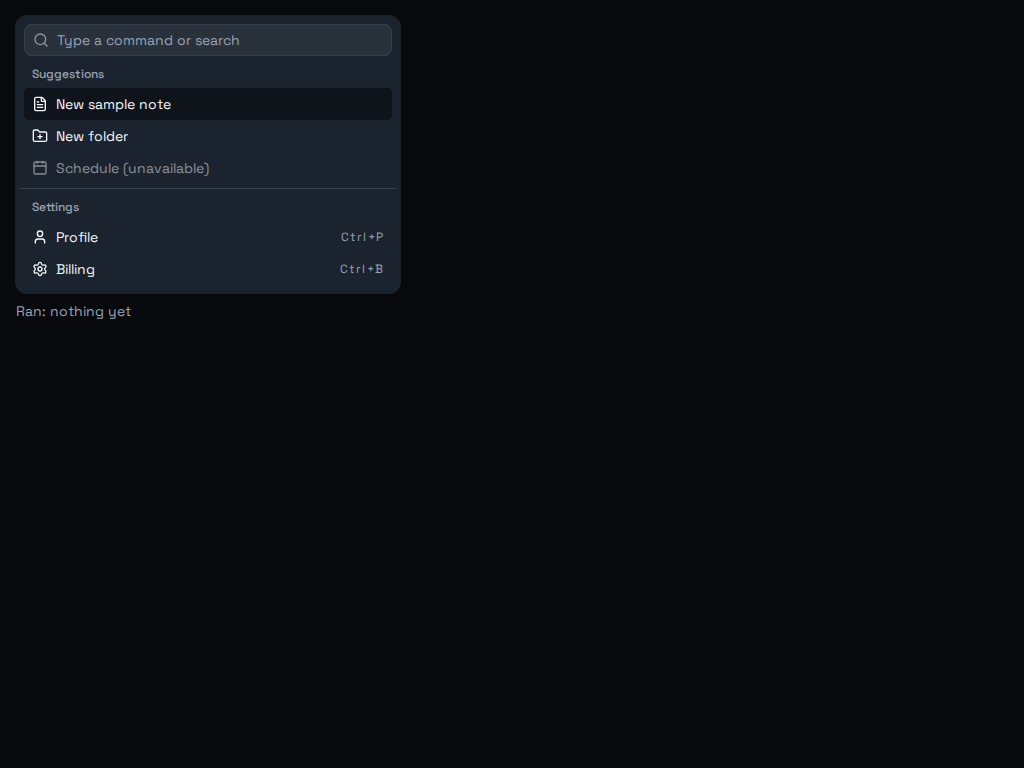 Type a command or search
Suggestions
New sample note
New folder
Schedule (unavailable)
Settings
Profile Ctrl+P
Billing Ctrl+B
Ran: nothing yet